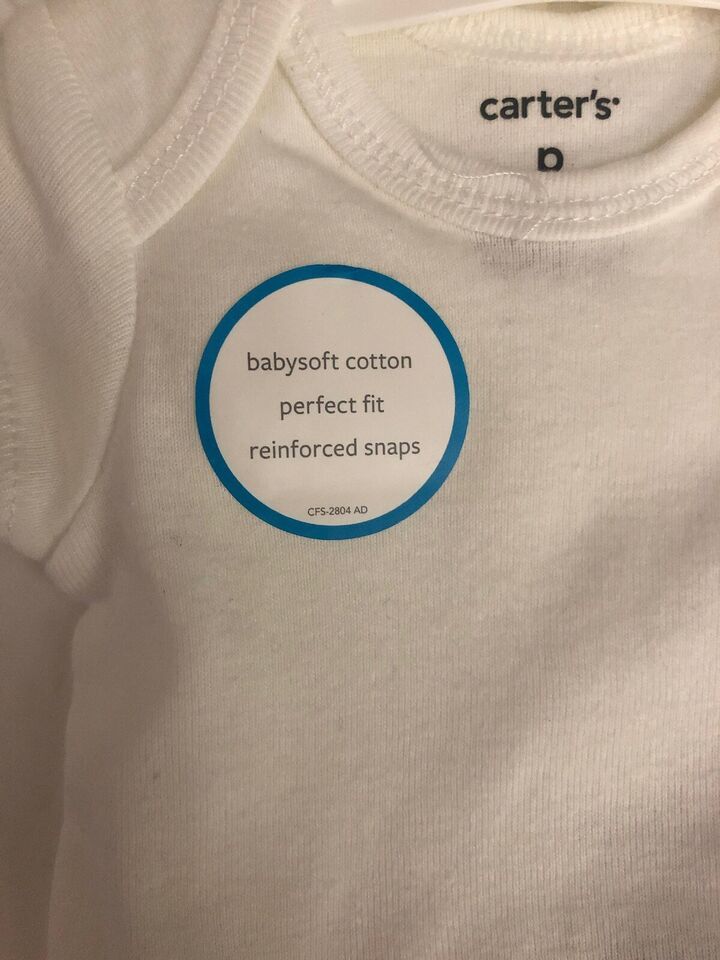 carter's
p
babysoft cotton
perfect fit
reinforced snaps
CFS-2804 AD